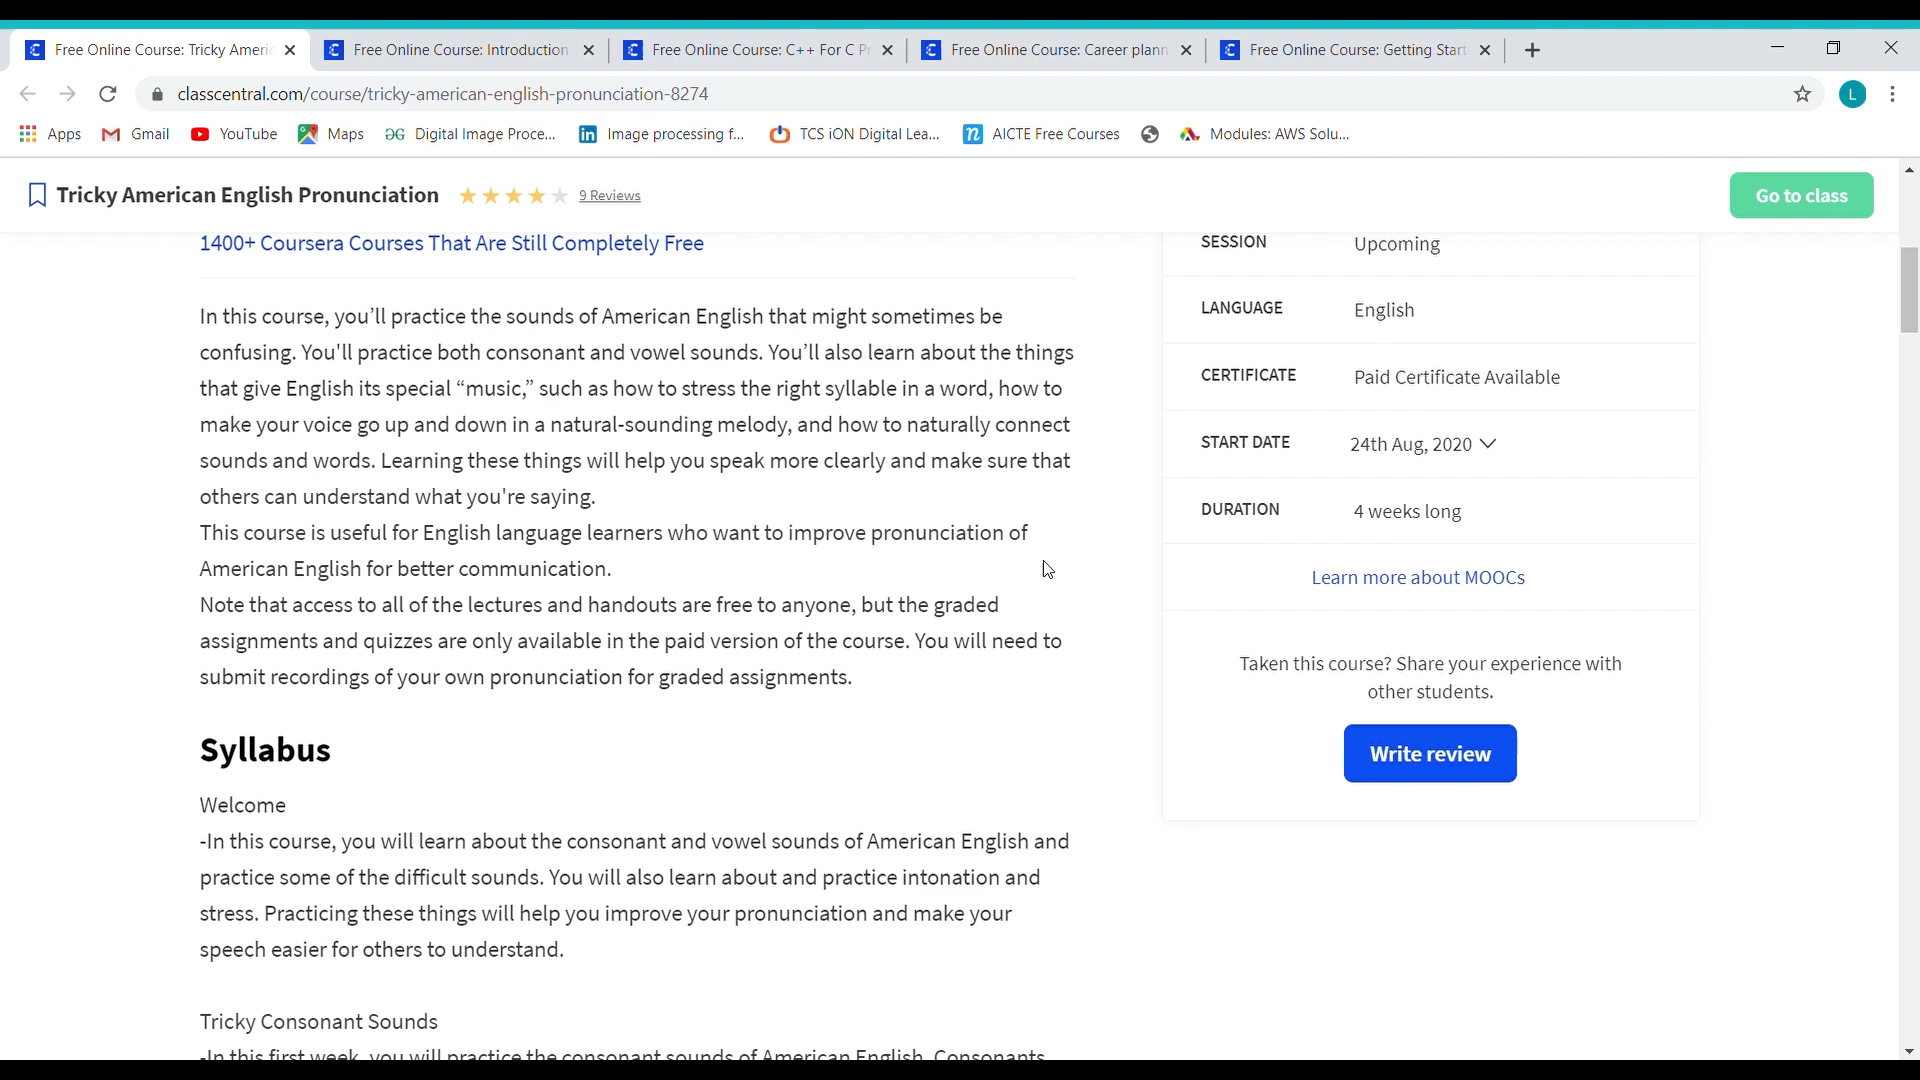 Free Online Course: Tricky Americ
Free Online Course: Introduction
Free Online Course: C++ For C Pr
Free Online Course: Career plann
Free Online Course: Getting Start
classcentral.com/course/tricky-american-english-pronunciation-8274
L
Apps
Gmail
YouTube
Maps
Digital Image Proce...
Image processing f...
TCS iON Digital Lea...
AICTE Free Courses
Modules: AWS Solu...
Tricky American English Pronunciation
9 Reviews
Go to class
1400+ Coursera Courses That Are Still Completely Free
In this course, you’ll practice the sounds of American English that might sometimes be
confusing. You'll practice both consonant and vowel sounds. You’ll also learn about the things
that give English its special “music,” such as how to stress the right syllable in a word, how to
make your voice go up and down in a natural-sounding melody, and how to naturally connect
sounds and words. Learning these things will help you speak more clearly and make sure that
others can understand what you're saying.
This course is useful for English language learners who want to improve pronunciation of
American English for better communication.
Note that access to all of the lectures and handouts are free to anyone, but the graded
assignments and quizzes are only available in the paid version of the course. You will need to
submit recordings of your own pronunciation for graded assignments.
Syllabus
Welcome
-In this course, you will learn about the consonant and vowel sounds of American English and
practice some of the difficult sounds. You will also learn about and practice intonation and
stress. Practicing these things will help you improve your pronunciation and make your
speech easier for others to understand.
Tricky Consonant Sounds
-In this first week, you will practice the consonant sounds of American English. Consonants
SESSION Upcoming
LANGUAGE English
CERTIFICATE Paid Certificate Available
START DATE 24th Aug, 2020
DURATION 4 weeks long
Learn more about MOOCs
Taken this course? Share your experience with
other students.
Write review